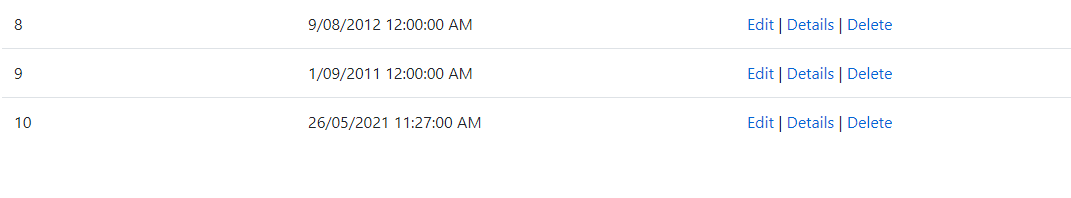 8 9/08/2012 12:00:00 AM Edit | Details | Delete
9 1/09/2011 12:00:00 AM Edit | Details | Delete
10 26/05/2021 11:27:00 AM Edit | Details | Delete